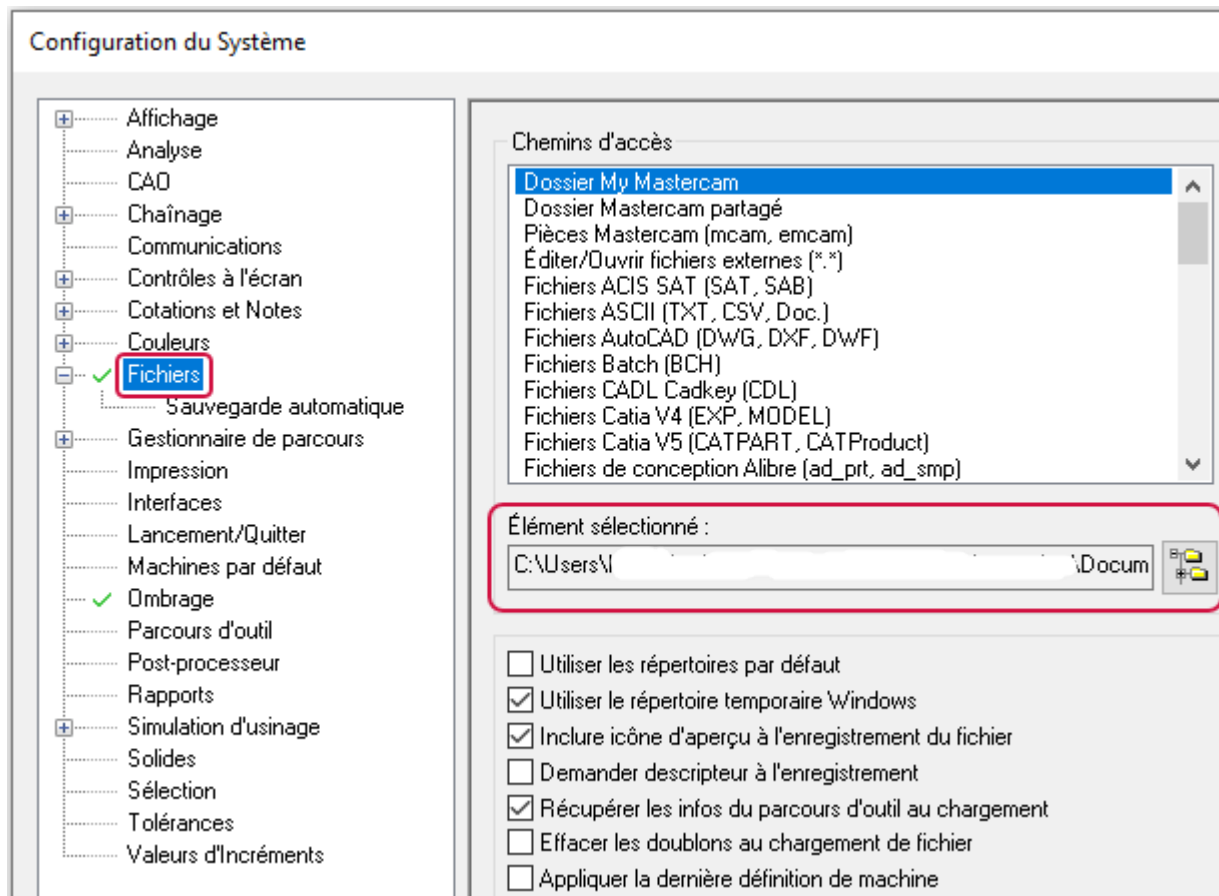 Configuration du Système
Affichage
Analyse
CAO
Chaînage
Communications
Contrôles à l'écran
Cotations et Notes
Couleurs
Fichiers
Sauvegarde automatique
Gestionnaire de parcours
Impression
Interfaces
Lancement/Quitter
Machines par défaut
Ombrage
Parcours d'outil
Post-processeur
Rapports
Simulation d'usinage
Solides
Sélection
Tolérances
Valeurs d'Incréments
Chemins d'accès
Dossier My Mastercam
Dossier Mastercam partagé
Pièces Mastercam (mcam, emcam)
Éditer/Ouvrir fichiers externes (*.*)
Fichiers ACIS SAT (SAT, SAB)
Fichiers ASCII (TXT, CSV, Doc.)
Fichiers AutoCAD (DWG, DXF, DWF)
Fichiers Batch (BCH)
Fichiers CADL Cadkey (CDL)
Fichiers Catia V4 (EXP, MODEL)
Fichiers Catia V5 (CATPART, CATProduct)
Fichiers de conception Alibre (ad_prt, ad_smp)
Élément sélectionné :
C:\Users\ \Docum
Utiliser les répertoires par défaut
Utiliser le répertoire temporaire Windows
Inclure icône d'aperçu à l'enregistrement du fichier
Demander descripteur à l'enregistrement
Récupérer les infos du parcours d'outil au chargement
Effacer les doublons au chargement de fichier
Appliquer la dernière définition de machine